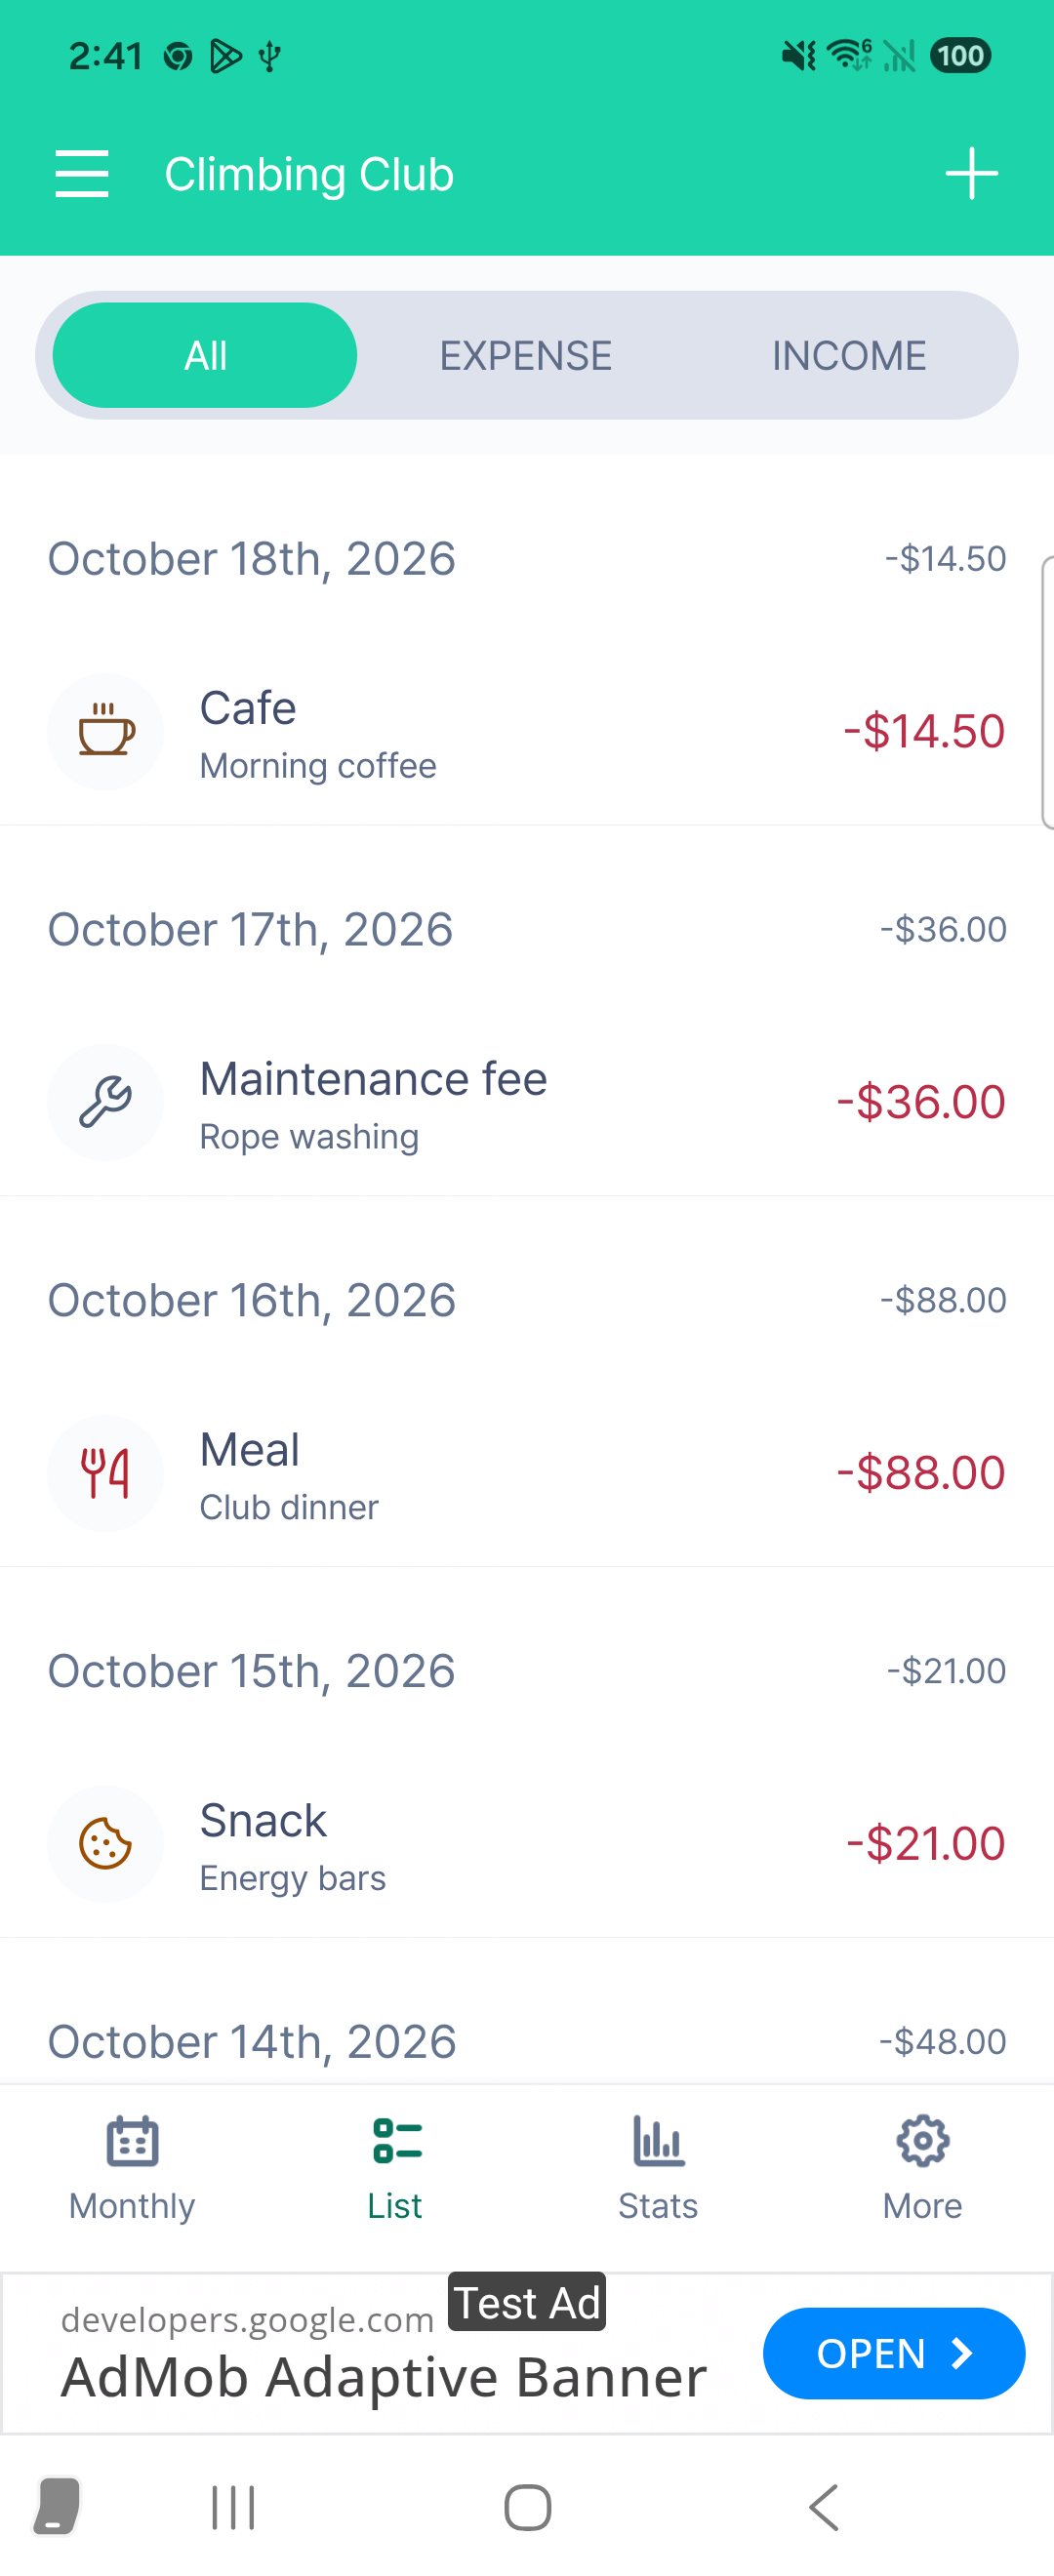 2:41
6
100
Climbing Club
All EXPENSE INCOME
October 18th, 2026 -$14.50
Cafe
Morning coffee
-$14.50
October 17th, 2026 -$36.00
Maintenance fee
Rope washing
-$36.00
October 16th, 2026 -$88.00
Meal
Club dinner
-$88.00
October 15th, 2026 -$21.00
Snack
Energy bars
-$21.00
October 14th, 2026 -$48.00
Monthly List Stats More
Test Ad
developers.google.com
AdMob Adaptive Banner
OPEN